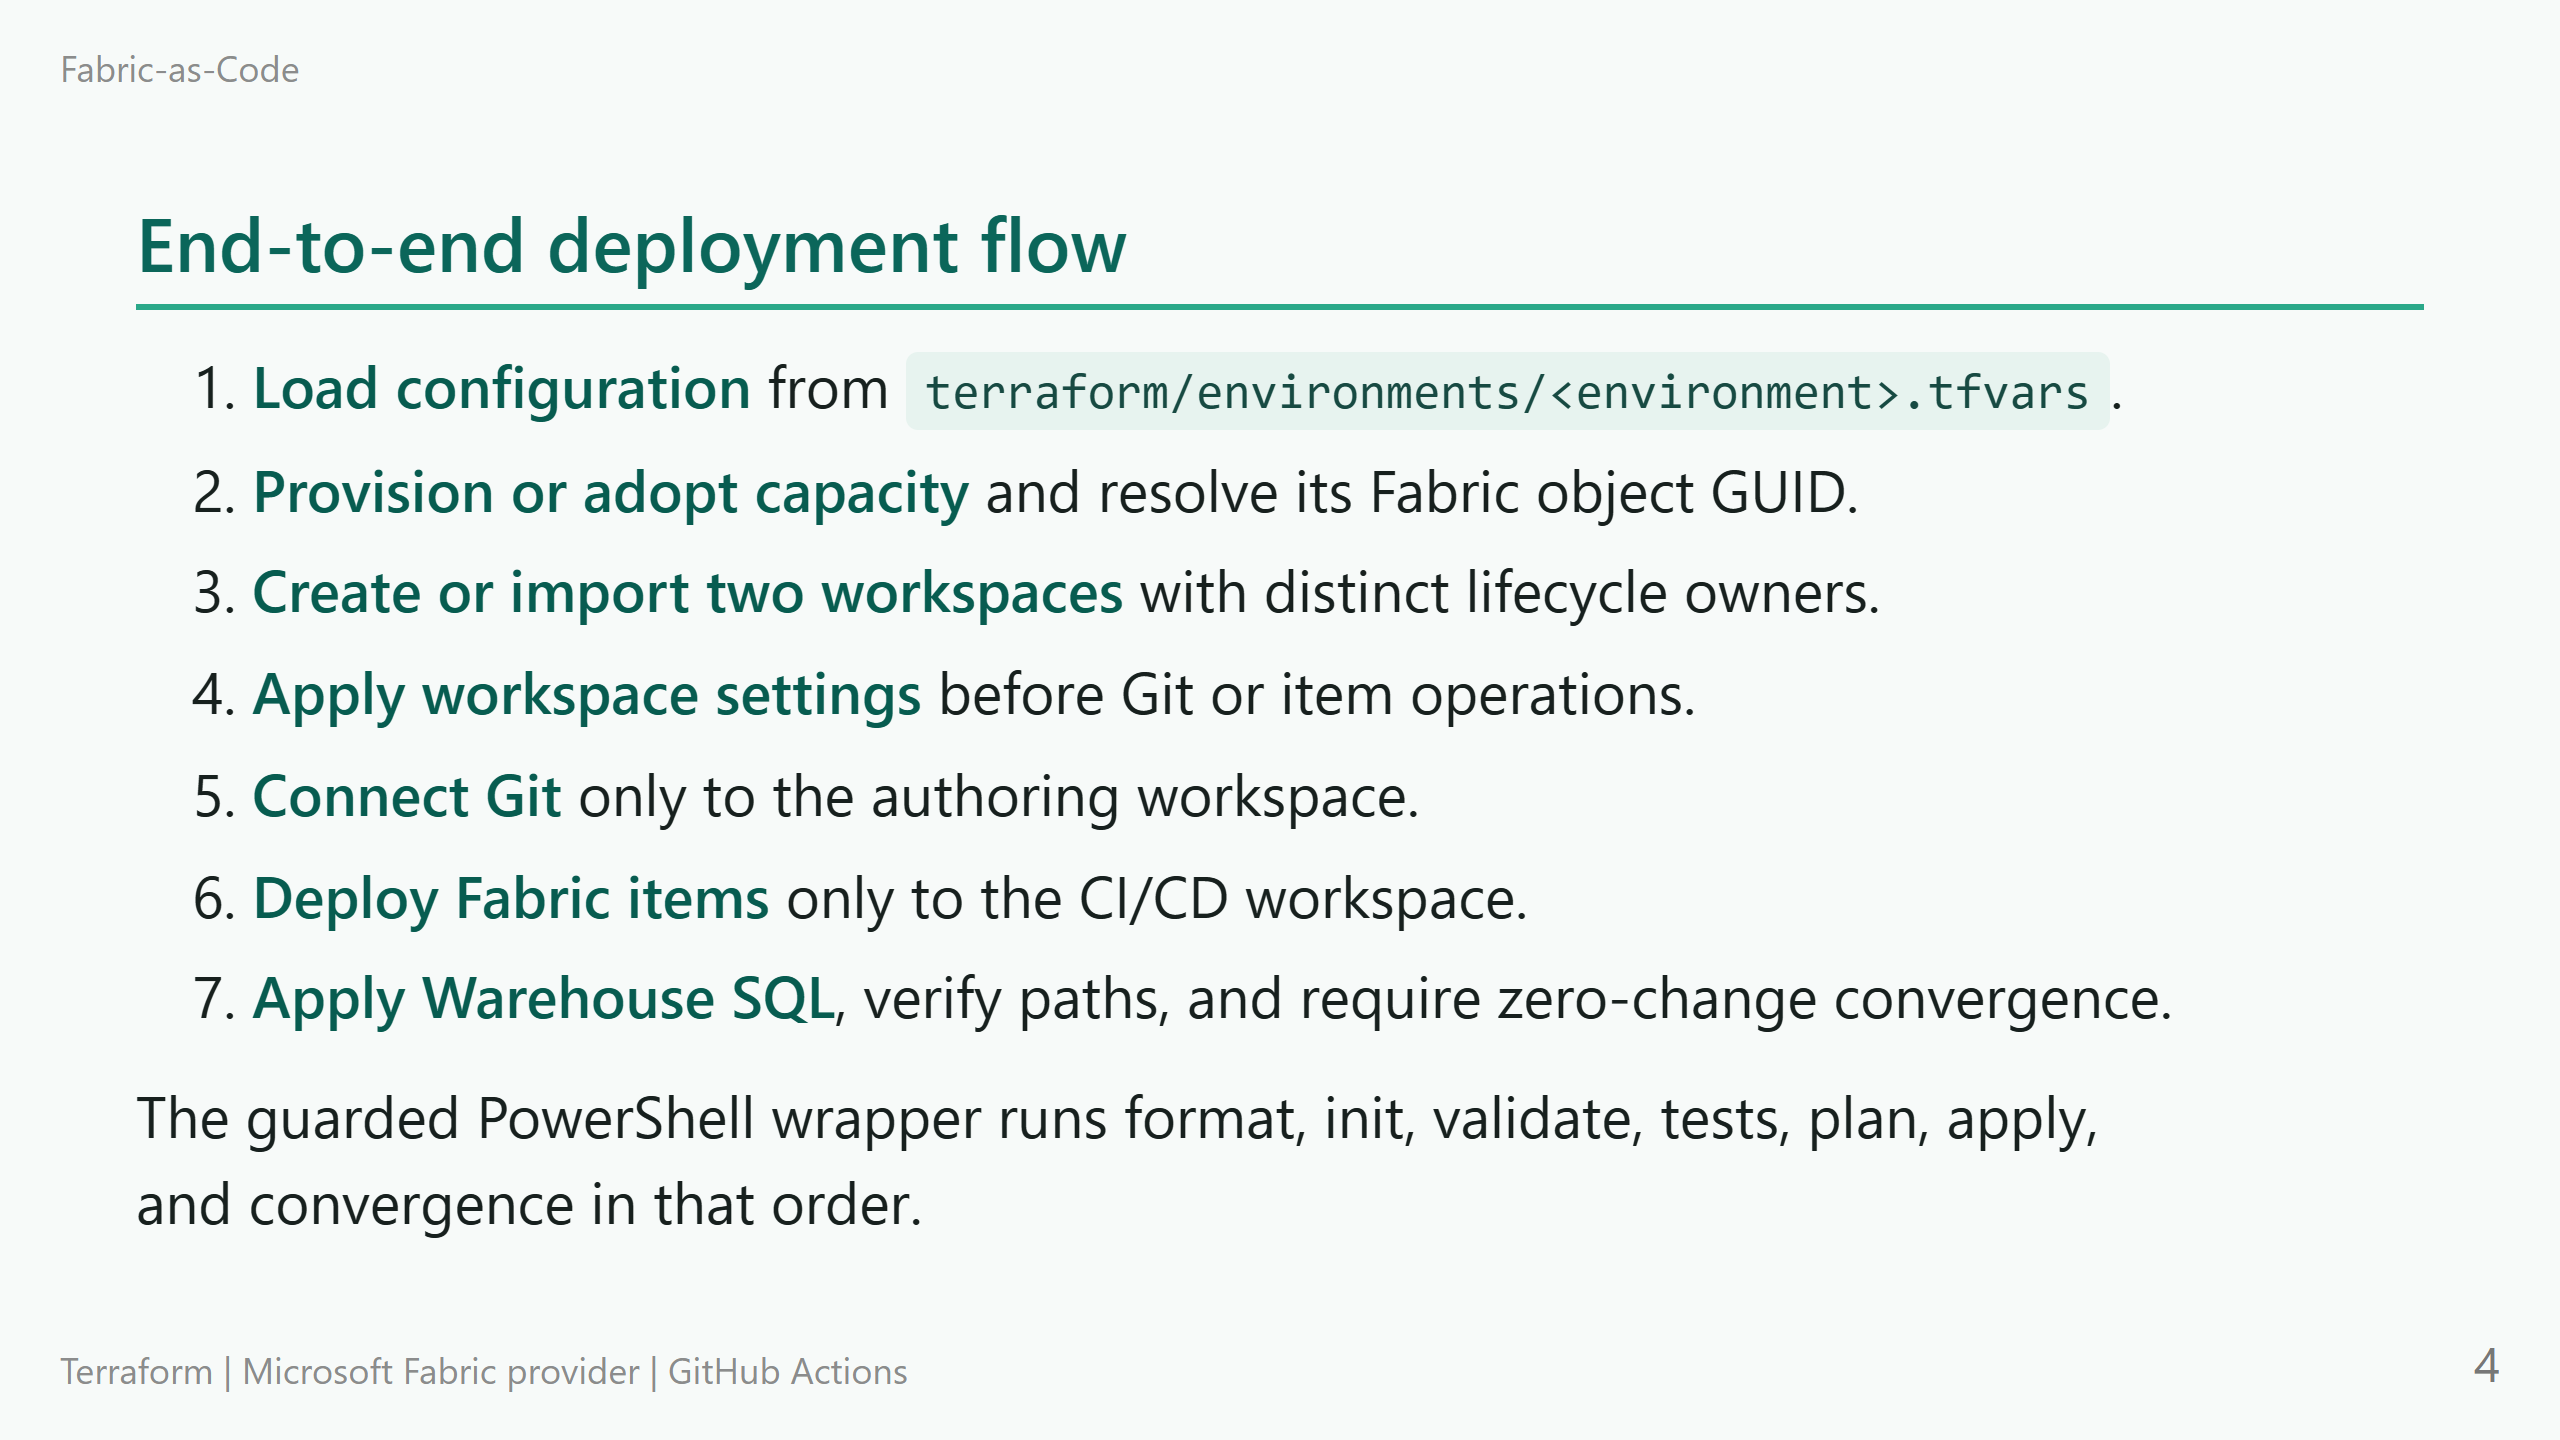 Fabric-as-Code
End-to-end deployment flow
1. Load configuration from terraform/environments/<environment>.tfvars.
2. Provision or adopt capacity and resolve its Fabric object GUID.
3. Create or import two workspaces with distinct lifecycle owners.
4. Apply workspace settings before Git or item operations.
5. Connect Git only to the authoring workspace.
6. Deploy Fabric items only to the CI/CD workspace.
7. Apply Warehouse SQL, verify paths, and require zero-change convergence.
The guarded PowerShell wrapper runs format, init, validate, tests, plan, apply,
and convergence in that order.
Terraform | Microsoft Fabric provider | GitHub Actions
4